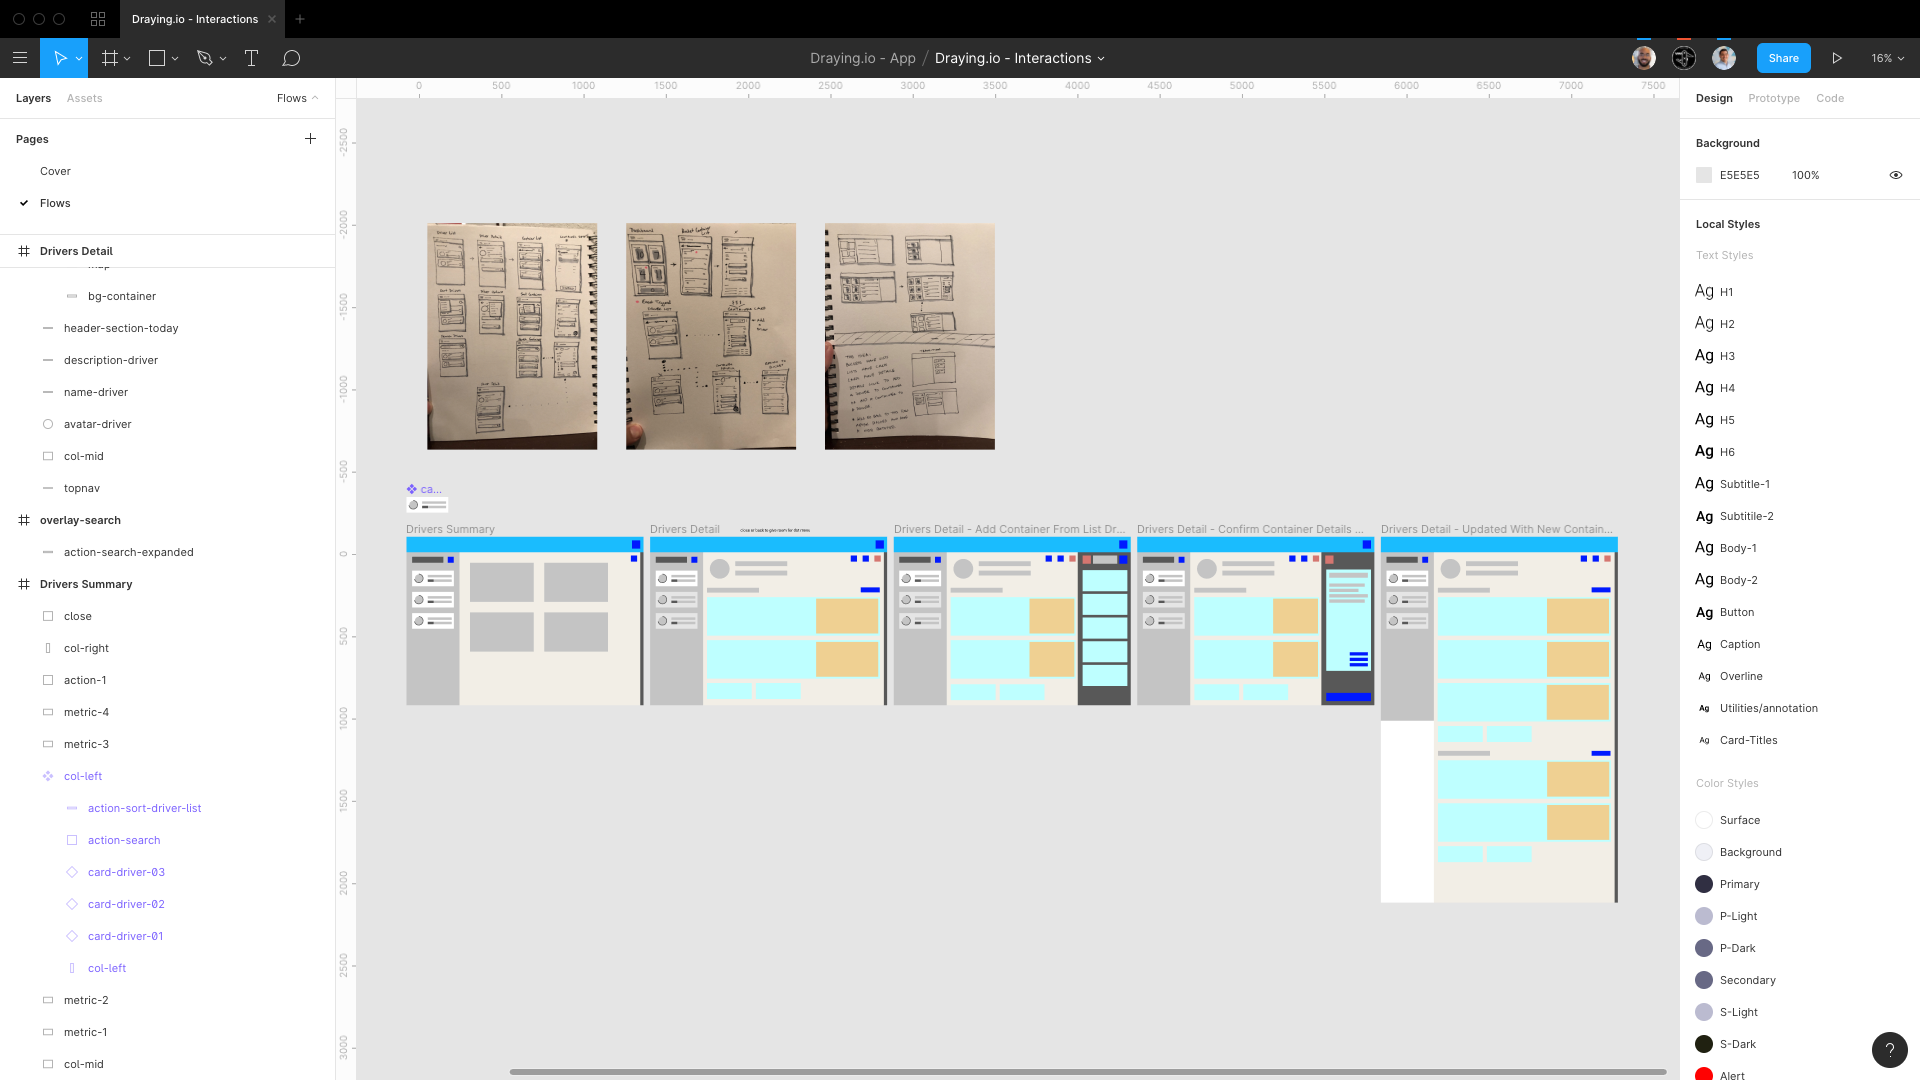 Draying.io - Interactions
Draying.io - App / Draying.io - Interactions
Share
16%
Layers
Assets
Flows
Pages
Cover
Flows
Drivers Detail
bg-container
header-section-today
description-driver
name-driver
avatar-driver
col-mid
topnav
overlay-search
action-search-expanded
Drivers Summary
close
col-right
action-1
metric-4
metric-3
col-left
action-sort-driver-list
action-search
card-driver-03
card-driver-02
card-driver-01
col-left
metric-2
metric-1
col-mid
0 500 1000 1500 2000 2500 3000 3500 4000 4500 5000 5500 6000 6500 7000 7500
-2500
-2000
-1500
-1000
-500
0
500
1000
1500
2000
2500
3000
ca...
Drivers Summary
Drivers Detail
Drivers Detail - Add Container From List Dr...
Drivers Detail - Confirm Container Details ...
Drivers Detail - Updated With New Contain...
Design
Prototype
Code
Background
E5E5E5
100%
Local Styles
Text Styles
Ag H1
Ag H2
Ag H3
Ag H4
Ag H5
Ag H6
Ag Subtitle-1
Ag Subtitile-2
Ag Body-1
Ag Body-2
Ag Button
Ag Caption
Ag Overline
Ag Utilities/annotation
Ag Card-Titles
Color Styles
Surface
Background
Primary
P-Light
P-Dark
Secondary
S-Light
S-Dark
Alert
?